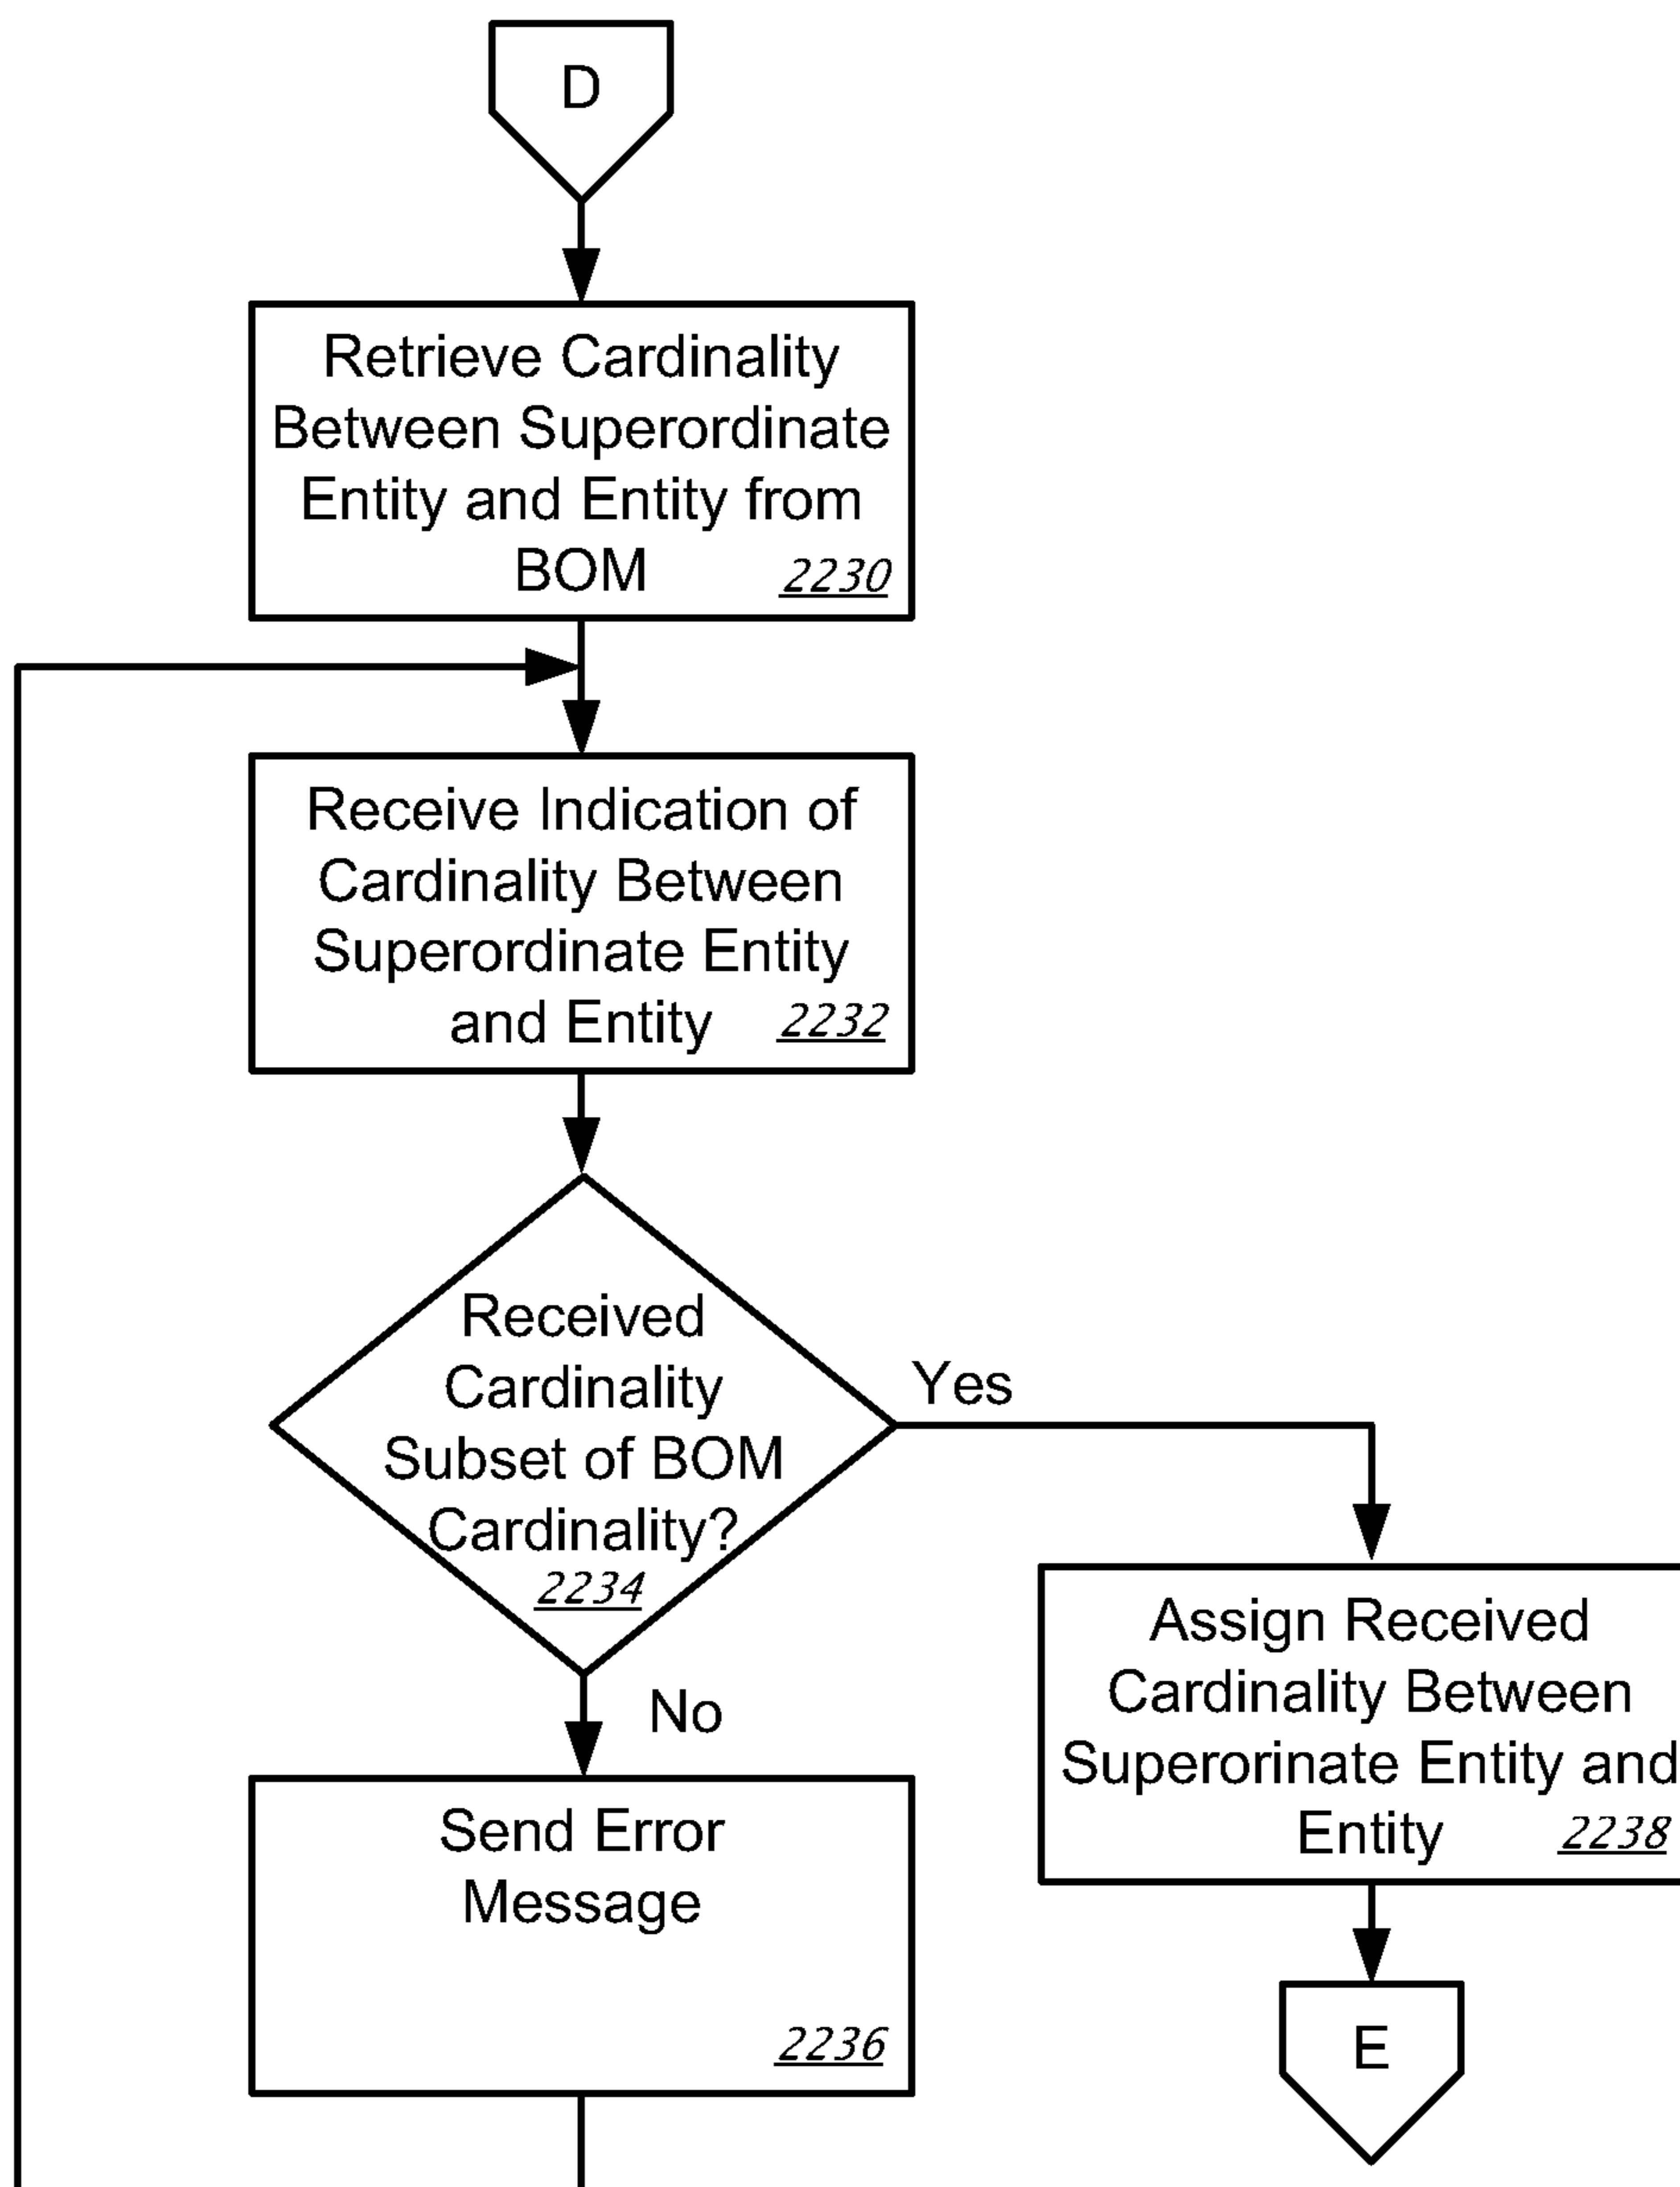 D
Retrieve Cardinality
Between Superordinate
Entity and Entity from
BOM 2230
Receive Indication of
Cardinality Between
Superordinate Entity
and Entity 2232
Received
Cardinality
Subset of BOM
Cardinality?
2234
Yes
No
Send Error
Message
2236
Assign Received
Cardinality Between
Superorinate Entity and
Entity 2238
E